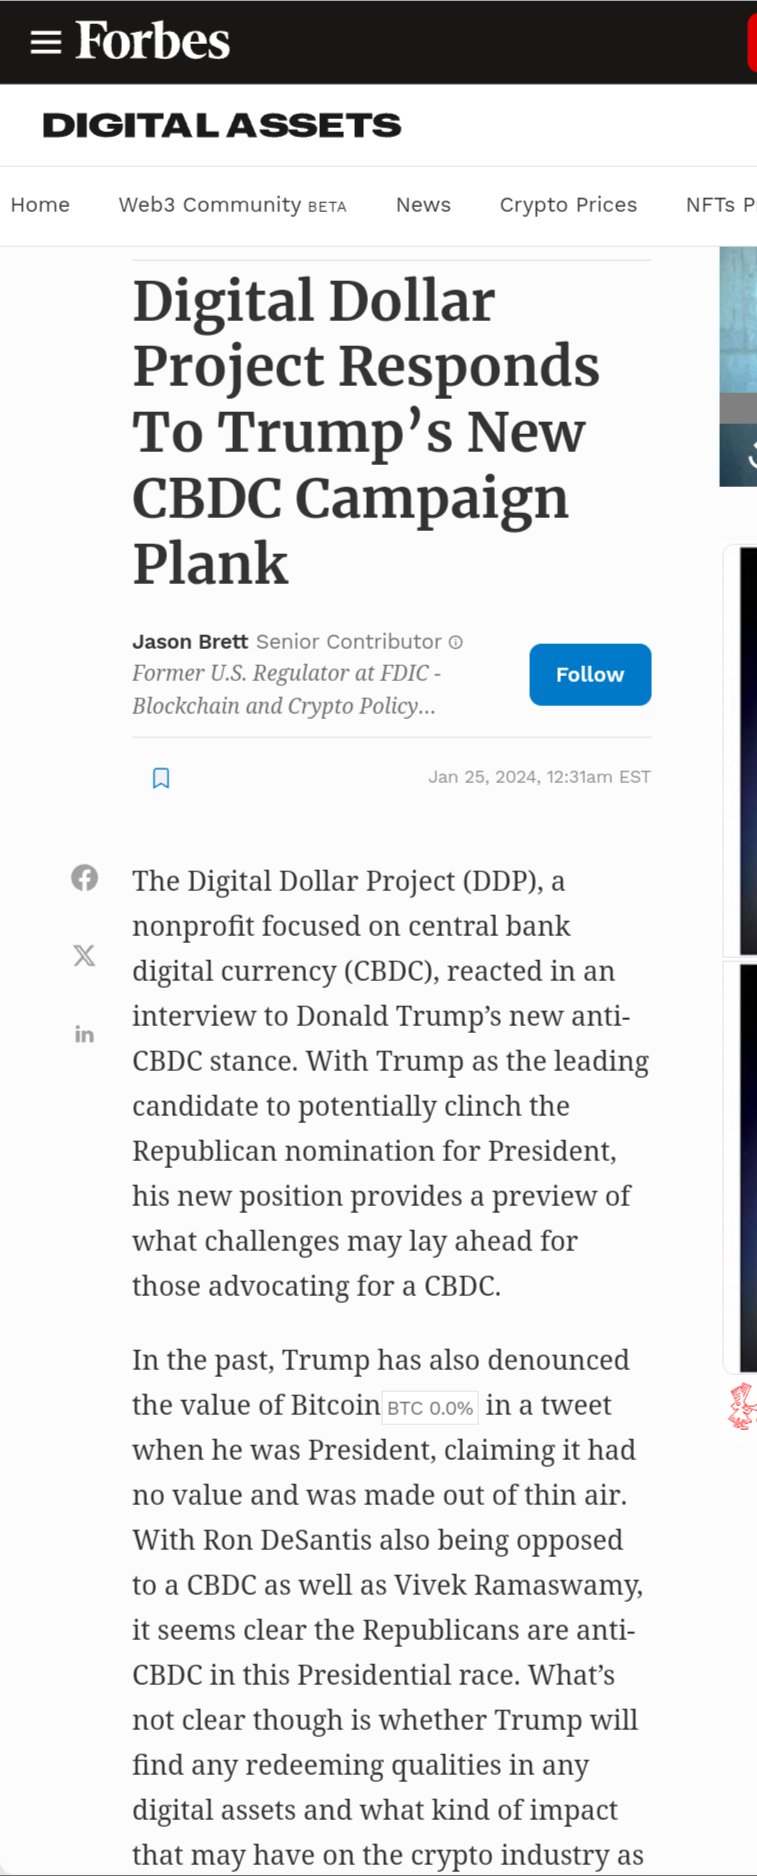 Forbes
DIGITAL ASSETS
Home Web3 Community BETA News Crypto Prices NFTs
Digital Dollar
Project Responds
To Trump’s New
CBDC Campaign
Plank
Jason Brett Senior Contributor
Former U.S. Regulator at FDIC -
Blockchain and Crypto Policy...
Follow
Jan 25, 2024, 12:31am EST
The Digital Dollar Project (DDP), a
nonprofit focused on central bank
digital currency (CBDC), reacted in an
interview to Donald Trump’s new anti-
CBDC stance. With Trump as the leading
candidate to potentially clinch the
Republican nomination for President,
his new position provides a preview of
what challenges may lay ahead for
those advocating for a CBDC.
In the past, Trump has also denounced
the value of Bitcoin BTC 0.0% in a tweet
when he was President, claiming it had
no value and was made out of thin air.
With Ron DeSantis also being opposed
to a CBDC as well as Vivek Ramaswamy,
it seems clear the Republicans are anti-
CBDC in this Presidential race. What’s
not clear though is whether Trump will
find any redeeming qualities in any
digital assets and what kind of impact
that may have on the crypto industry as